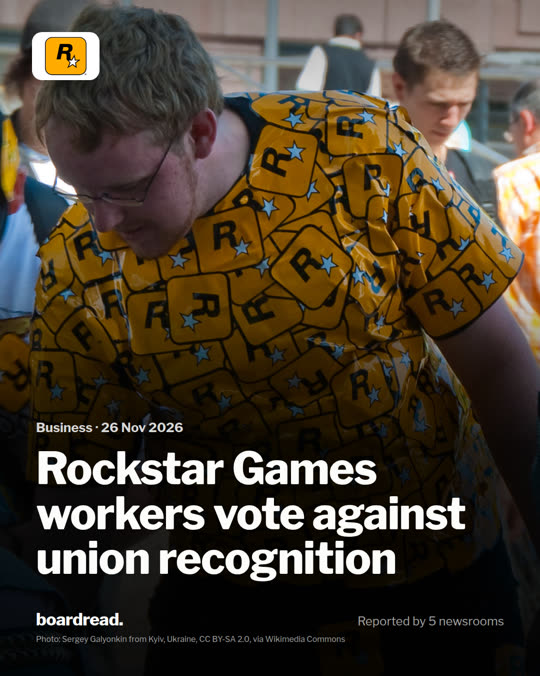 R
Business · 26 Nov 2026
Rockstar Games
workers vote against
union recognition
boardread.
Reported by 5 newsrooms
Photo: Sergey Galyonkin from Kyiv, Ukraine, CC BY-SA 2.0, via Wikimedia Commons